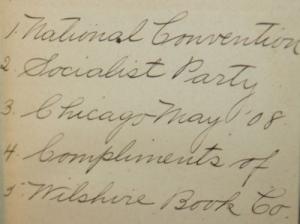 1. National Convention
2. Socialist Party
3. Chicago May '08
4. Compliments of
5. Wilshire Book Co.